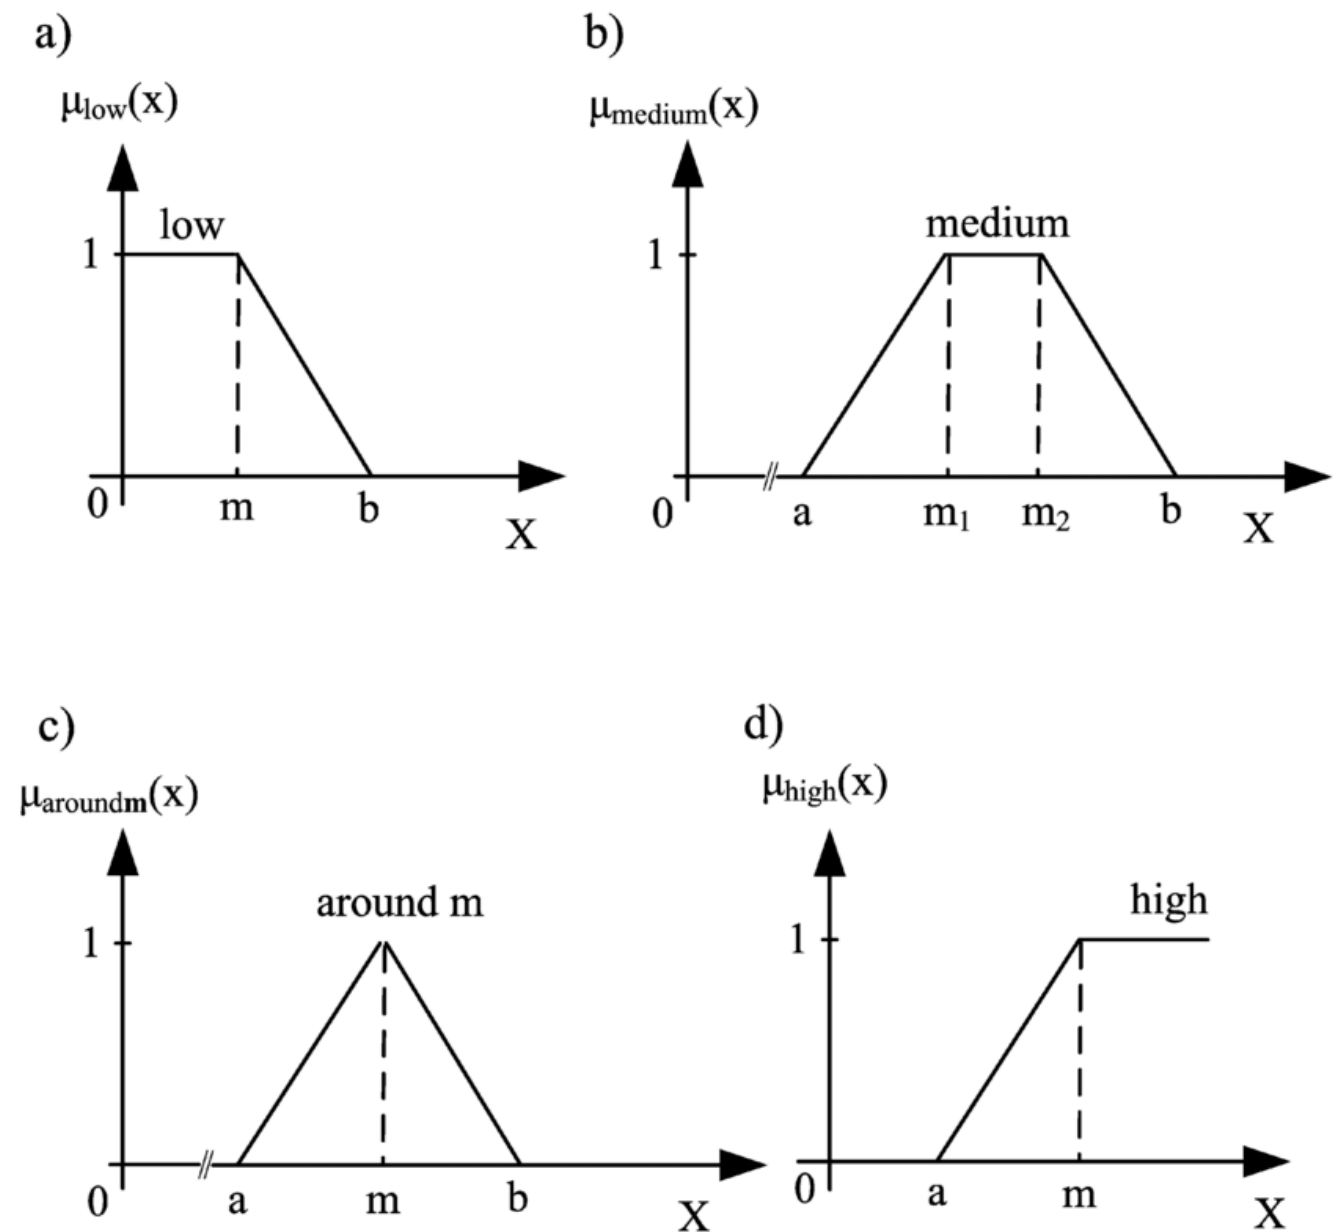 a)
μlow(x)
low
1
0 m b X
b)
μmedium(x)
medium
1
0 a m₁ m₂ b X
c)
μaroundm(x)
around m
1
0 a m b X
d)
μhigh(x)
high
1
0 a m X